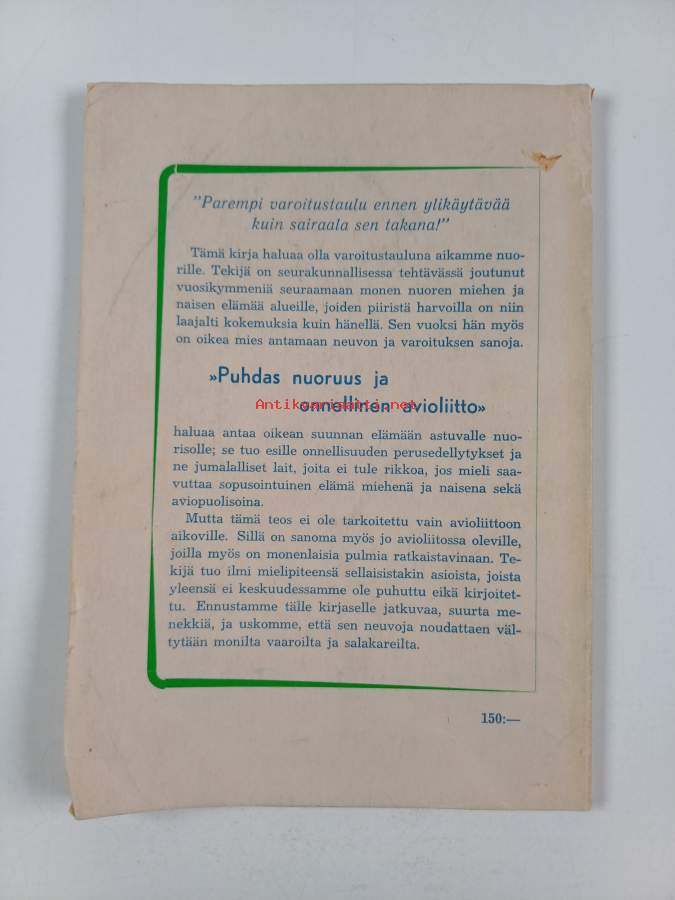 "Parempi varoitustaulu ennen ylikäytävää
kuin sairaala sen takana!"
Tämä kirja haluaa olla varoitustauluna aikamme nuo-
rille. Tekijä on seurakunnallisessa tehtävässä joutunut
vuosikymmeniä seuraamaan monen nuoren miehen ja
naisen elämää alueille, joiden piiristä harvoilla on niin
laajalti kokemuksia kuin hänellä. Sen vuoksi hän myös
on oikea mies antamaan neuvon ja varoituksen sanoja.
»Puhdas nuoruus ja
onnellinen avioliitto»
Antikvariaatti.net
haluaa antaa oikean suunnan elämään astuvalle nuo-
risolle; se tuo esille onnellisuuden perusedellytykset ja
ne jumalalliset lait, joita ei tule rikkoa, jos mieli saa-
vuttaa sopusointuinen elämä miehenä ja naisena sekä
aviopuolisoina.
Mutta tämä teos ei ole tarkoitettu vain avioliittoon
aikoville. Sillä on sanoma myös jo avioliitossa oleville,
joilla myös on monenlaisia pulmia ratkaistavinaan. Te-
kijä tuo ilmi mielipiteensä sellaisistakin asioista, joista
yleensä ei keskuudessamme ole puhuttu eikä kirjoitet-
tu. Ennustamme tälle kirjaselle jatkuvaa, suurta me-
nekkiä, ja uskomme, että sen neuvoja noudattaen väl-
tytään monilta vaaroilta ja salakareilta.
150:—